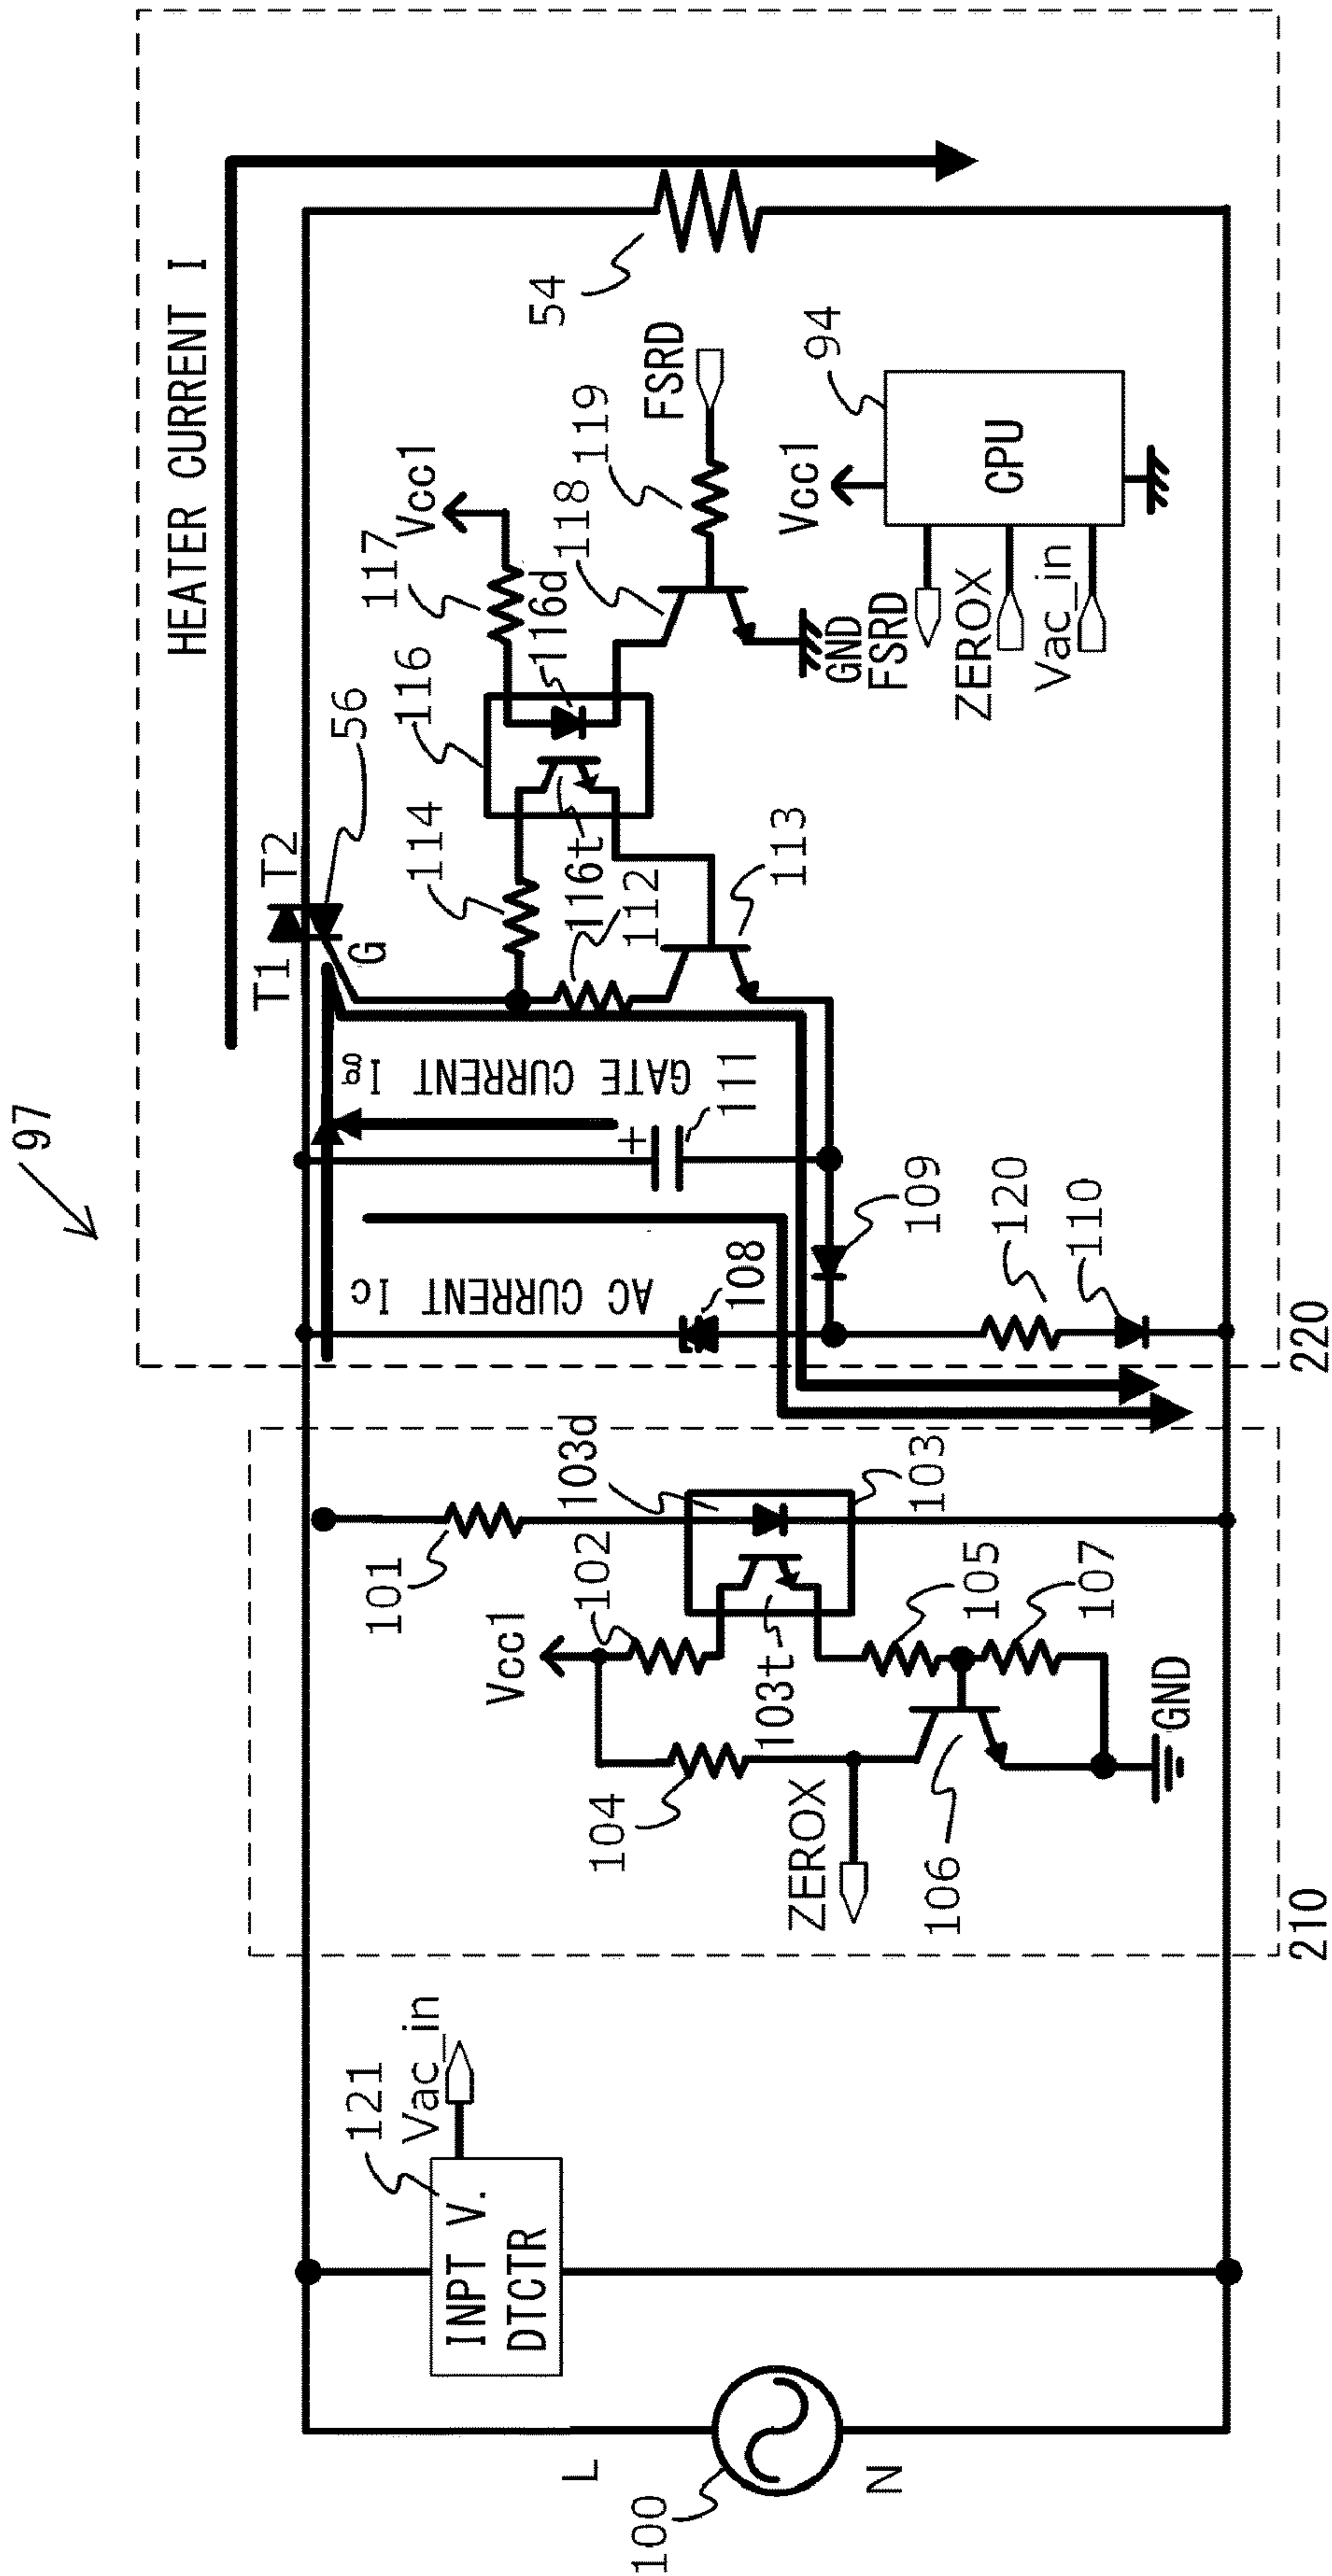 97
HEATER CURRENT I
T1
T2
56
G
54
114
116
117
Vcc1
116d
116t
112
118
119
FSRD
113
GND
94
Vcc1
CPU
FSRD
ZEROX
Vac_in
GATE CURRENT Ig
+
111
AC CURRENT Ic
108
109
120
110
220
101
Vcc1
102
103d
103
103t
104
ZEROX
105
106
107
GND
210
121
Vac_in
INPT V.
DTCTR
L
100
N